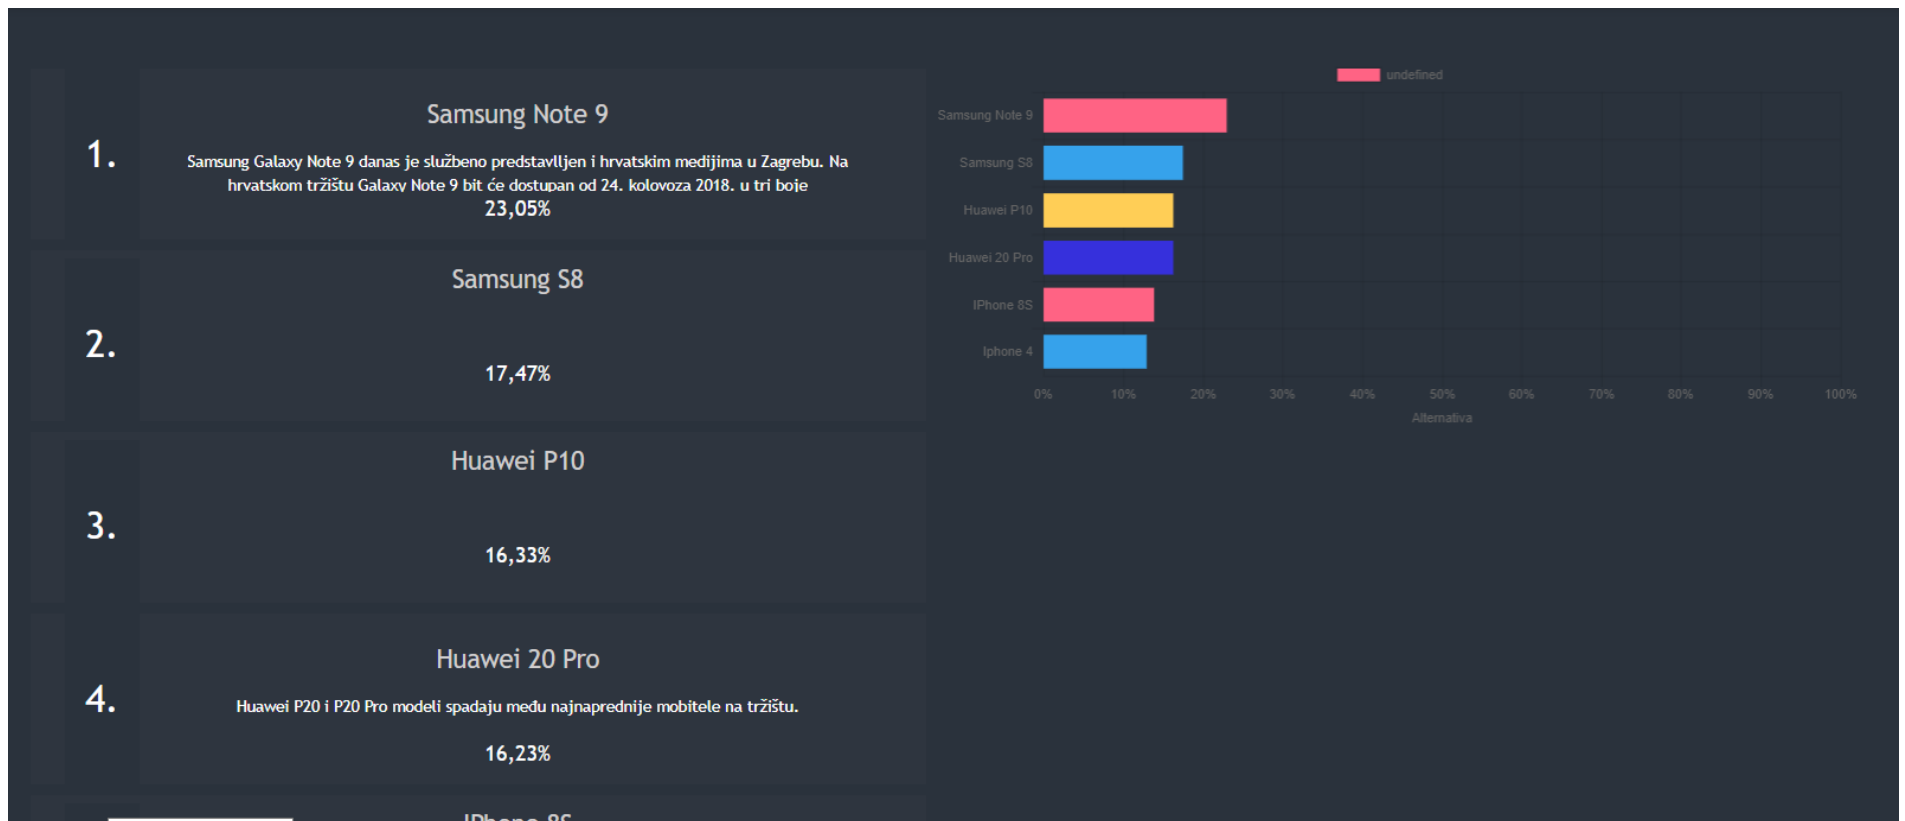 1.
Samsung Note 9
Samsung Galaxy Note 9 danas je službeno predstavlljen i hrvatskim medijima u Zagrebu. Na
hrvatskom tržištu Galaxy Note 9 bit će dostupan od 24. kolovoza 2018. u tri boje
23,05%
2.
Samsung S8
17,47%
3.
Huawei P10
16,33%
4.
Huawei 20 Pro
Huawei P20 i P20 Pro modeli spadaju među najnaprednije mobitele na tržištu.
16,23%
IPhone 8S
undefined
Samsung Note 9
Samsung S8
Huawei P10
Huawei 20 Pro
IPhone 8S
Iphone 4
0% 10% 20% 30% 40% 50% 60% 70% 80% 90% 100%
Alternativa